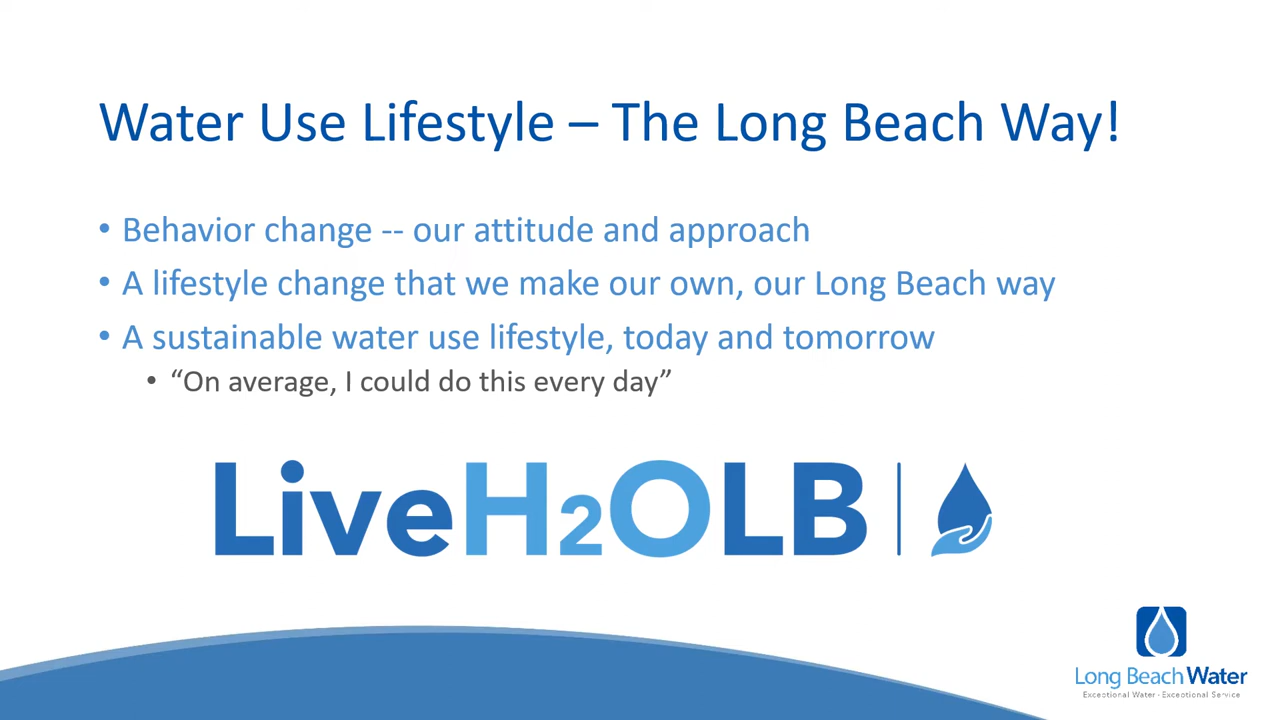 Water Use Lifestyle – The Long Beach Way!
• Behavior change -- our attitude and approach
• A lifestyle change that we make our own, our Long Beach way
• A sustainable water use lifestyle, today and tomorrow
• “On average, I could do this every day”
LiveH2OLB
Long Beach Water
Exceptional Water - Exceptional Service